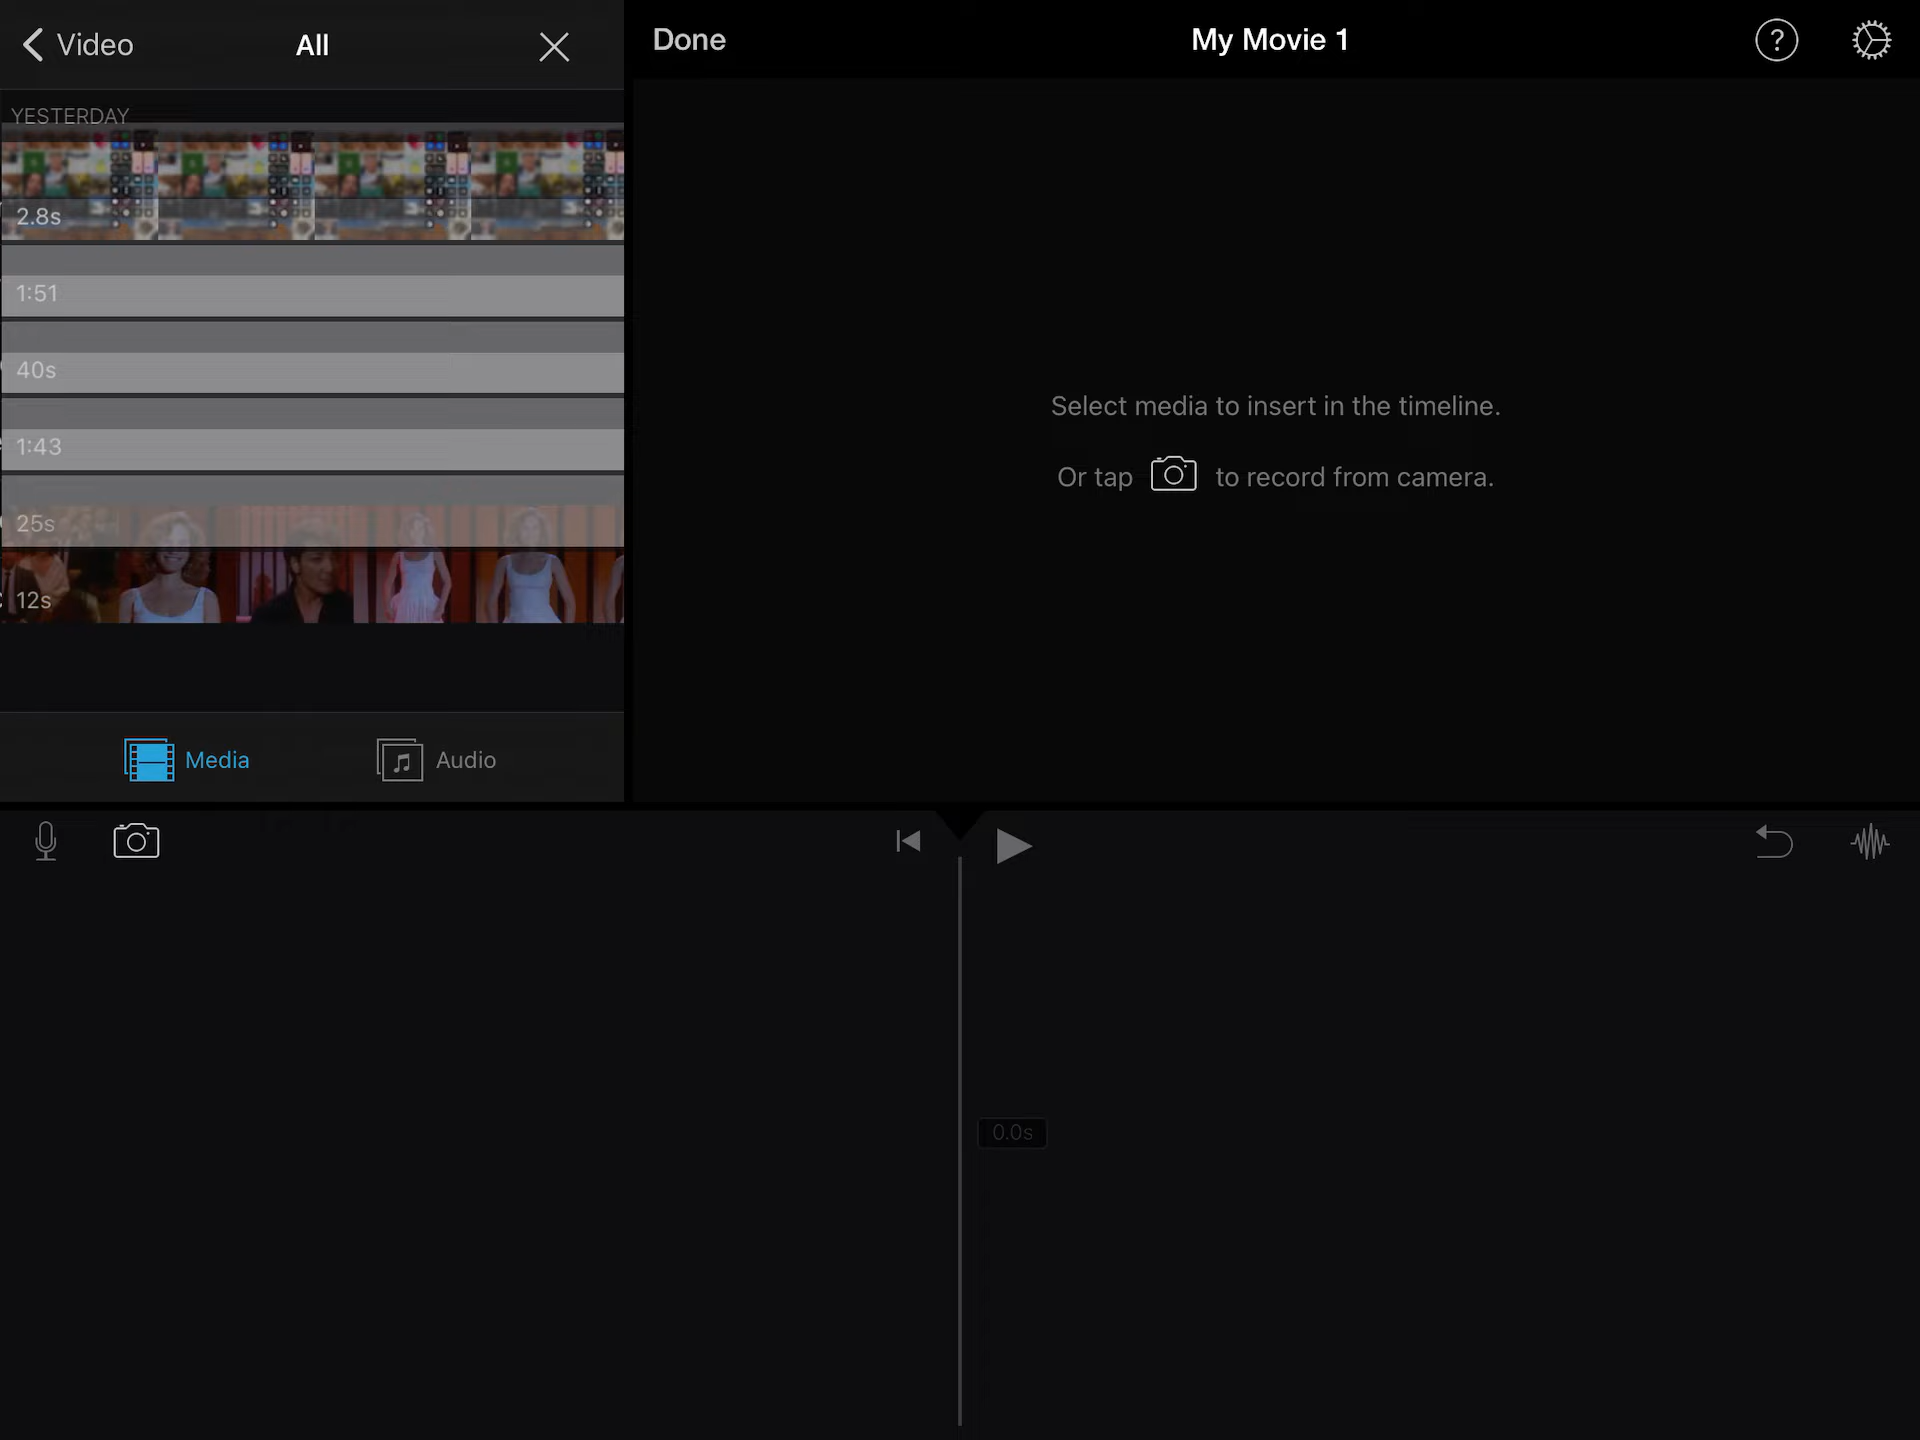 Video
All
Done
My Movie 1
?
YESTERDAY
2.8s
1:51
40s
1:43
25s
12s
Select media to insert in the timeline.
Or tap to record from camera.
Media
Audio
0.0s